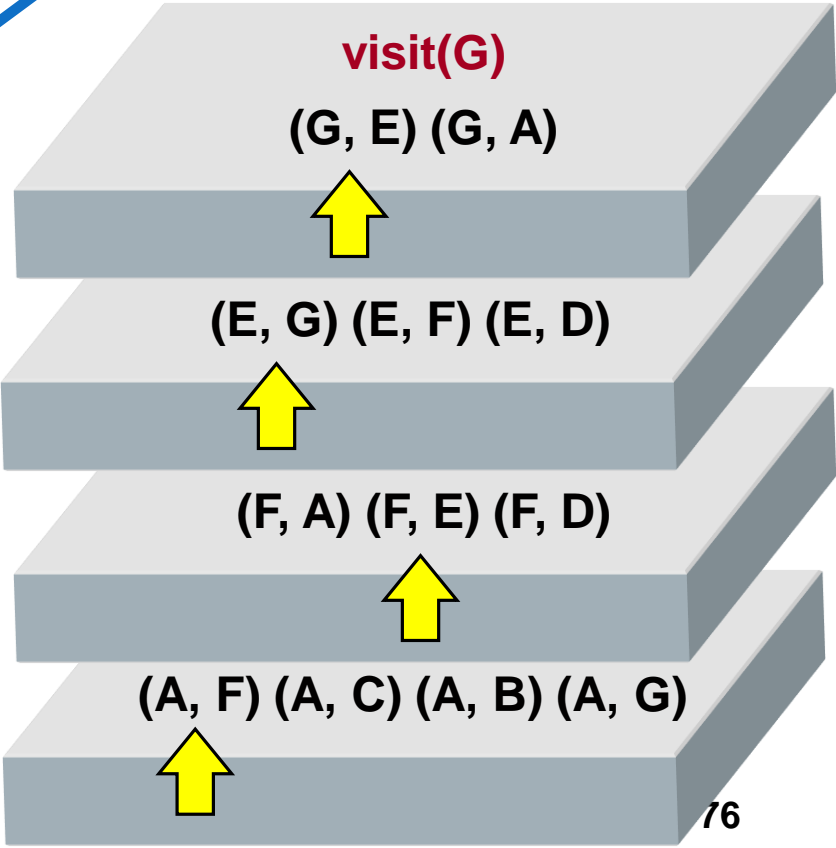 visit(G)
(G, E) (G, A)
(E, G) (E, F) (E, D)
(F, A) (F, E) (F, D)
(A, F) (A, C) (A, B) (A, G)
76